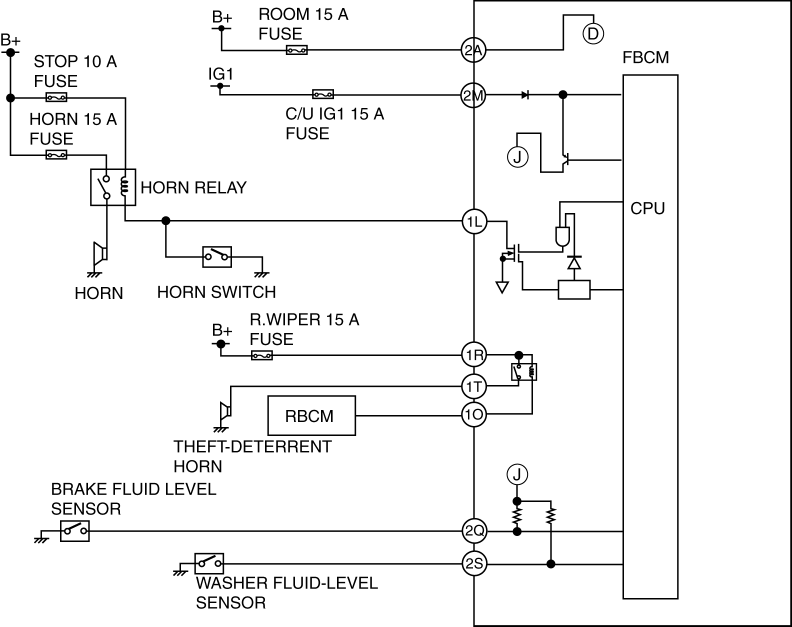 B+
ROOM 15 A
FUSE
2A
D
B+
STOP 10 A
FUSE
FBCM
IG1
2M
HORN 15 A
FUSE
C/U IG1 15 A
FUSE
J
HORN RELAY
CPU
1L
HORN
HORN SWITCH
B+
R.WIPER 15 A
FUSE
1R
1T
RBCM
1O
THEFT-DETERRENT
HORN
J
BRAKE FLUID LEVEL
SENSOR
2Q
2S
WASHER FLUID-LEVEL
SENSOR